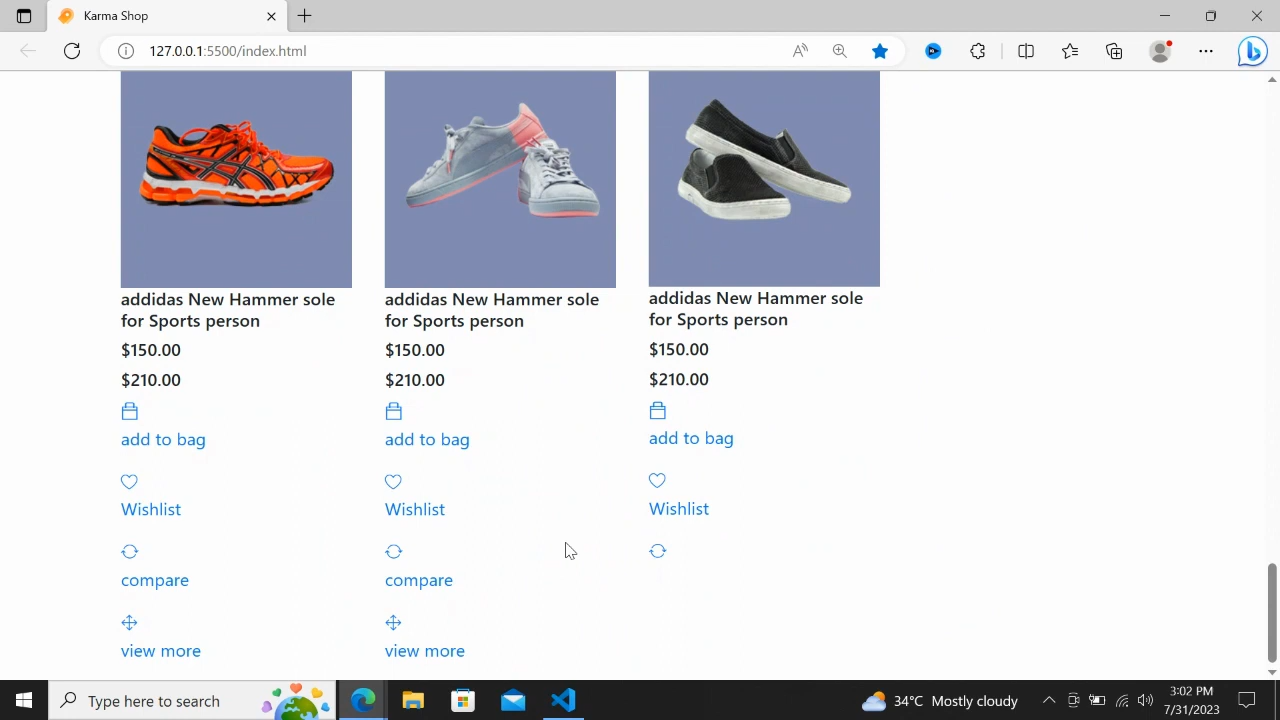 Karma Shop
127.0.0.1:5500/index.html
addidas New Hammer sole
for Sports person
$150.00
$210.00
add to bag
Wishlist
compare
view more
addidas New Hammer sole
for Sports person
$150.00
$210.00
add to bag
Wishlist
compare
view more
addidas New Hammer sole
for Sports person
$150.00
$210.00
add to bag
Wishlist
Type here to search
34°C Mostly cloudy
3:02 PM
7/31/2023